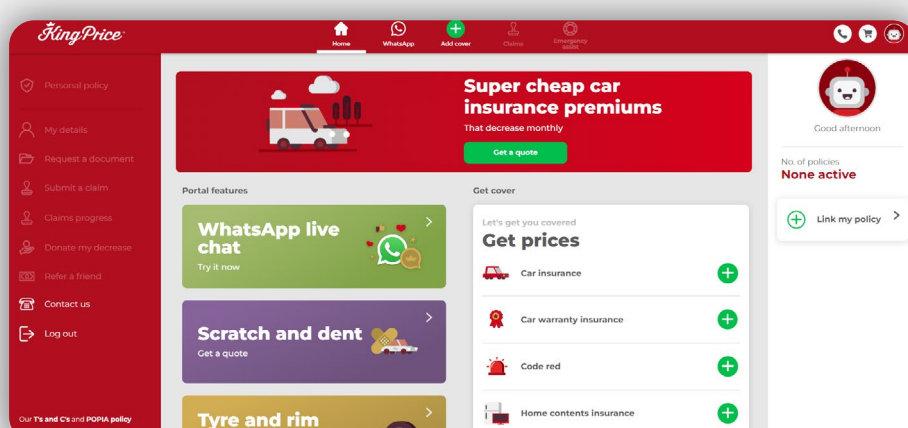 KingPrice
Home
WhatsApp
Add cover
Claims
Emergency
assist
Personal policy
My details
Request a document
Submit a claim
Claims progress
Donate my decrease
Refer a friend
Contact us
Log out
Our T's and C's and POPIA policy
Super cheap car
insurance premiums
That decrease monthly
Get a quote
Portal features
WhatsApp live
chat
Try it now
Scratch and dent
Get a quote
Tyre and rim
Get cover
Let's get you covered
Get prices
Car insurance
Car warranty insurance
Code red
Home contents insurance
Good afternoon
No. of policies
None active
Link my policy